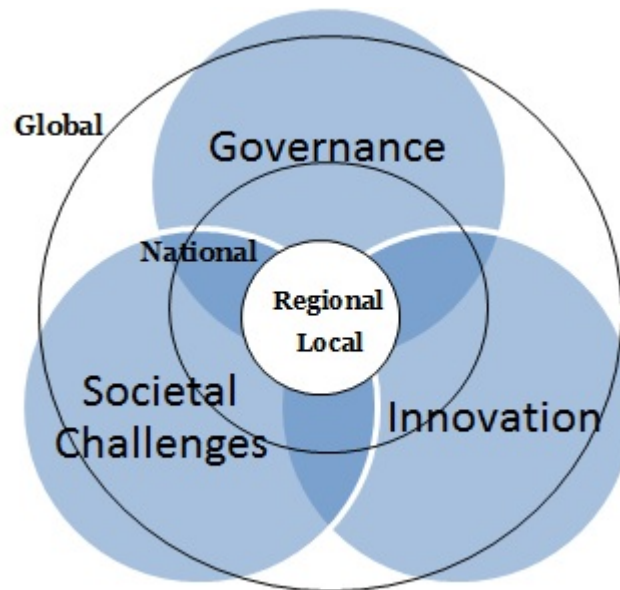 Global
Governance
National
Regional
Local
Societal
Challenges
Innovation